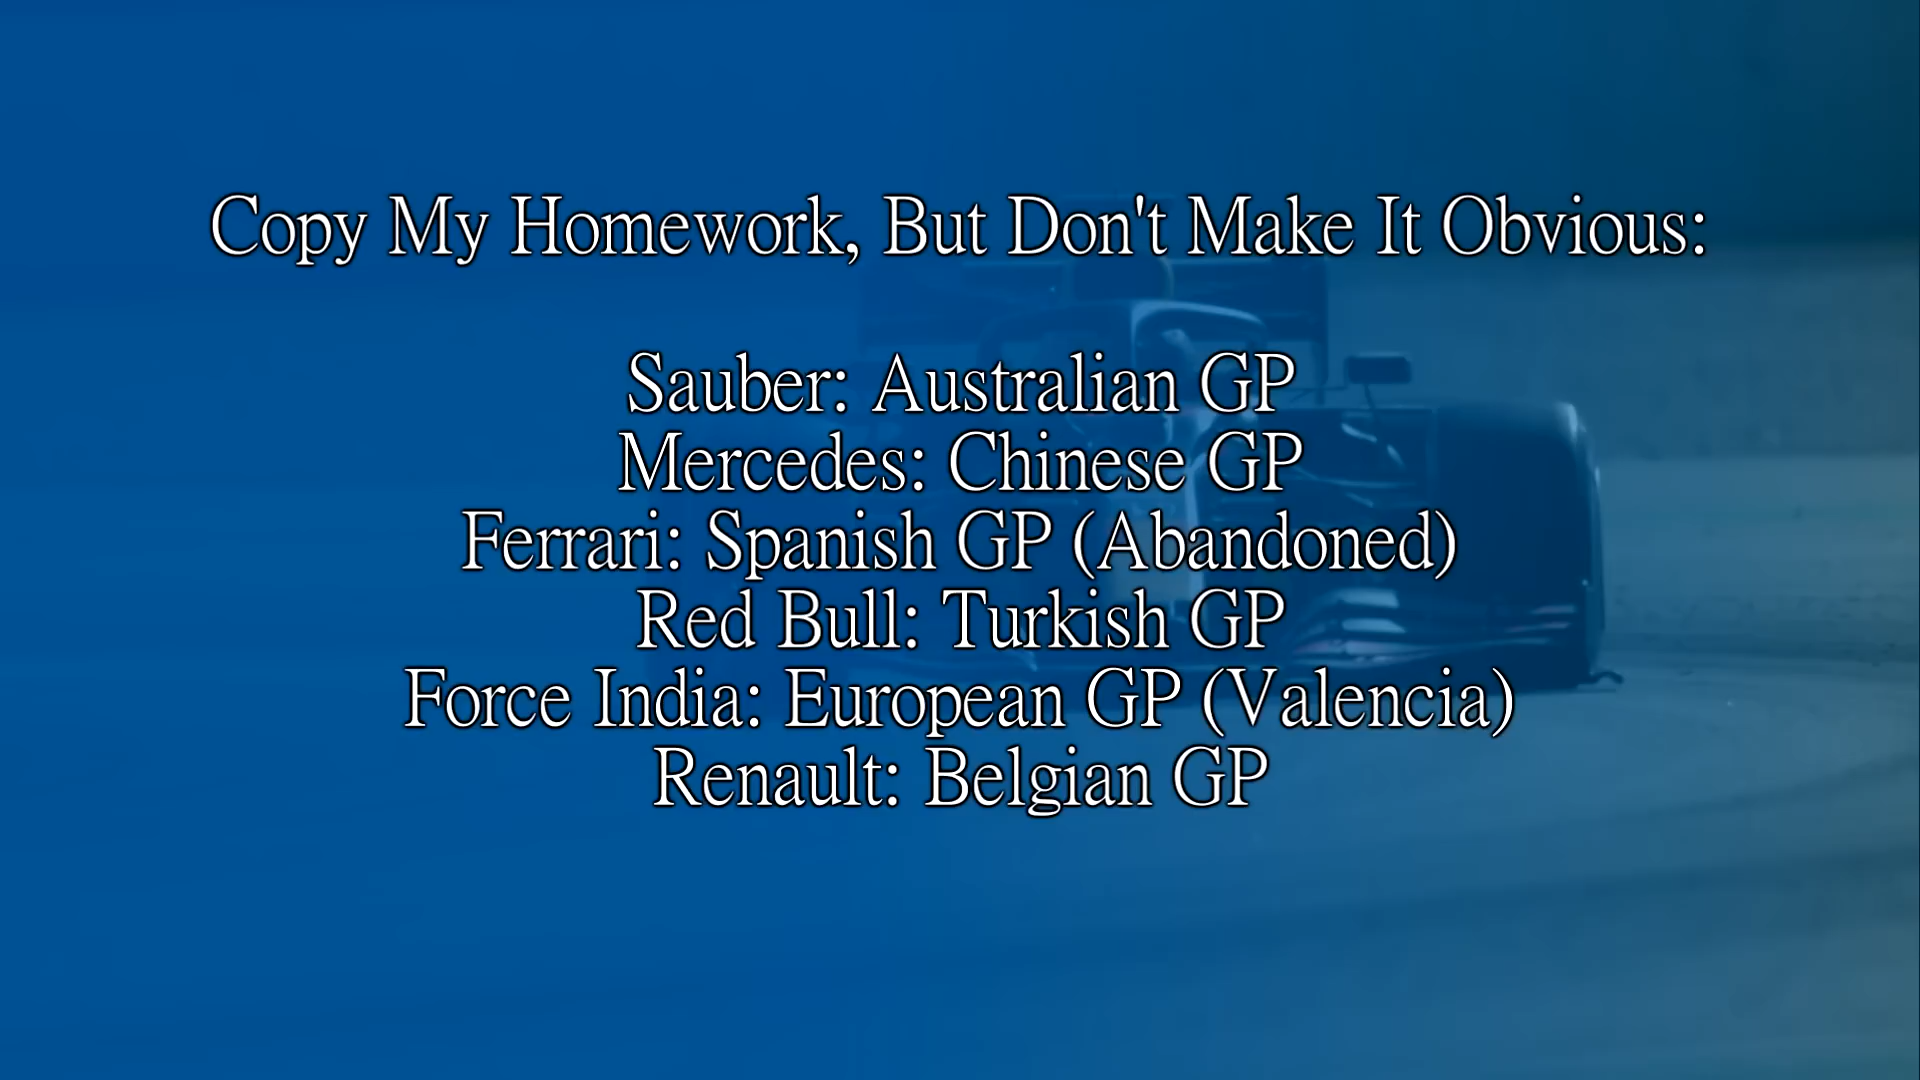 Copy My Homework, But Don't Make It Obvious:
Sauber: Australian GP
Mercedes: Chinese GP
Ferrari: Spanish GP (Abandoned)
Red Bull: Turkish GP
Force India: European GP (Valencia)
Renault: Belgian GP